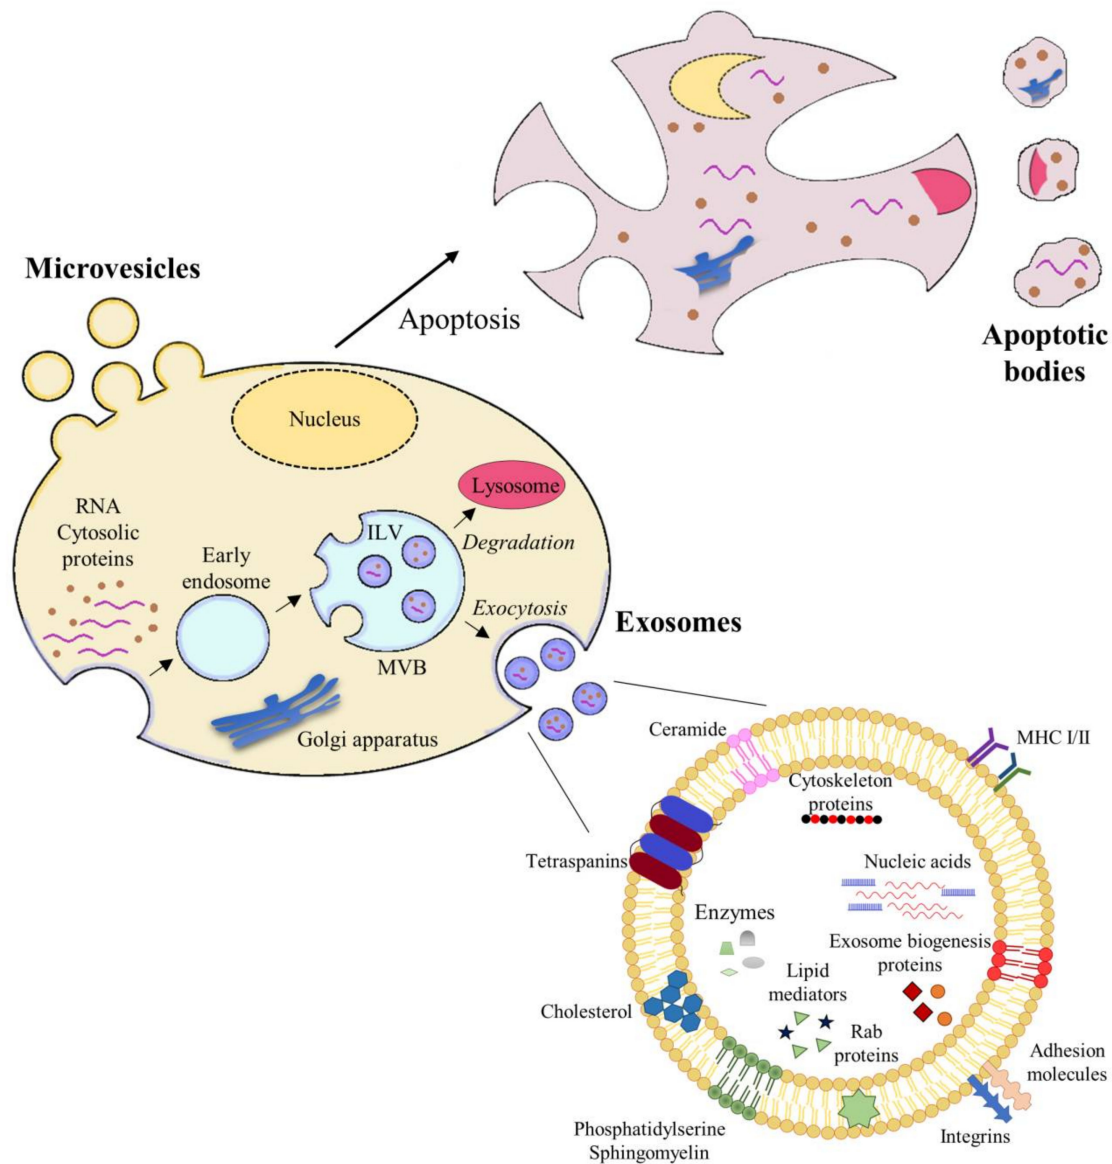 Microvesicles
Apoptosis
Apoptotic
bodies
Nucleus
RNA
Cytosolic
proteins
Early
endosome
ILV
MVB
Lysosome
Degradation
Exocytosis
Exosomes
Golgi apparatus
Ceramide
MHC I/II
Cytoskeleton
proteins
Tetraspanins
Nucleic acids
Enzymes
Exosome biogenesis
proteins
Lipid
mediators
Cholesterol
Rab
proteins
Adhesion
molecules
Phosphatidylserine
Sphingomyelin
Integrins